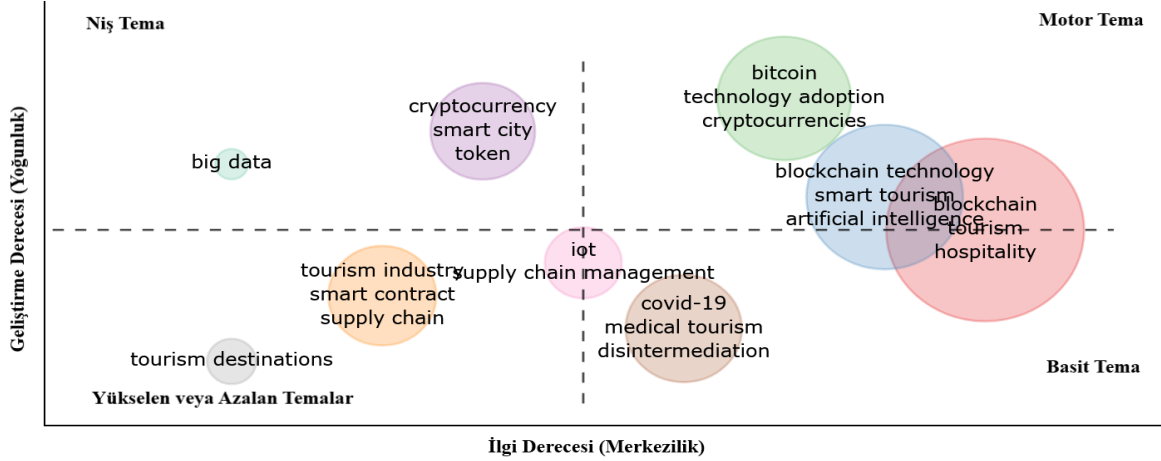 Niş Tema
Motor Tema
bitcoin
technology adoption
cryptocurrencies
cryptocurrency
smart city
token
big data
blockchain technology
smart tourism
artificial intelligence
blockchain
tourism
hospitality
iot
supply chain management
tourism industry
smart contract
supply chain
covid-19
medical tourism
disintermediation
tourism destinations
Basit Tema
Yükselen veya Azalan Temalar
Geliştirme Derecesi (Yoğunluk)
İlgi Derecesi (Merkezilik)